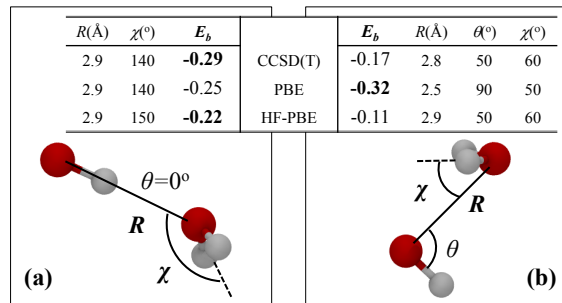 R(Å) χ(º) E_b E_b R(Å) θ(º) χ(º)
2.9 140 -0.29 CCSD(T) -0.17 2.8 50 60
2.9 140 -0.25 PBE -0.32 2.5 90 50
2.9 150 -0.22 HF-PBE -0.11 2.9 50 60
θ=0º
R
χ
(a)
χ
R
θ
(b)